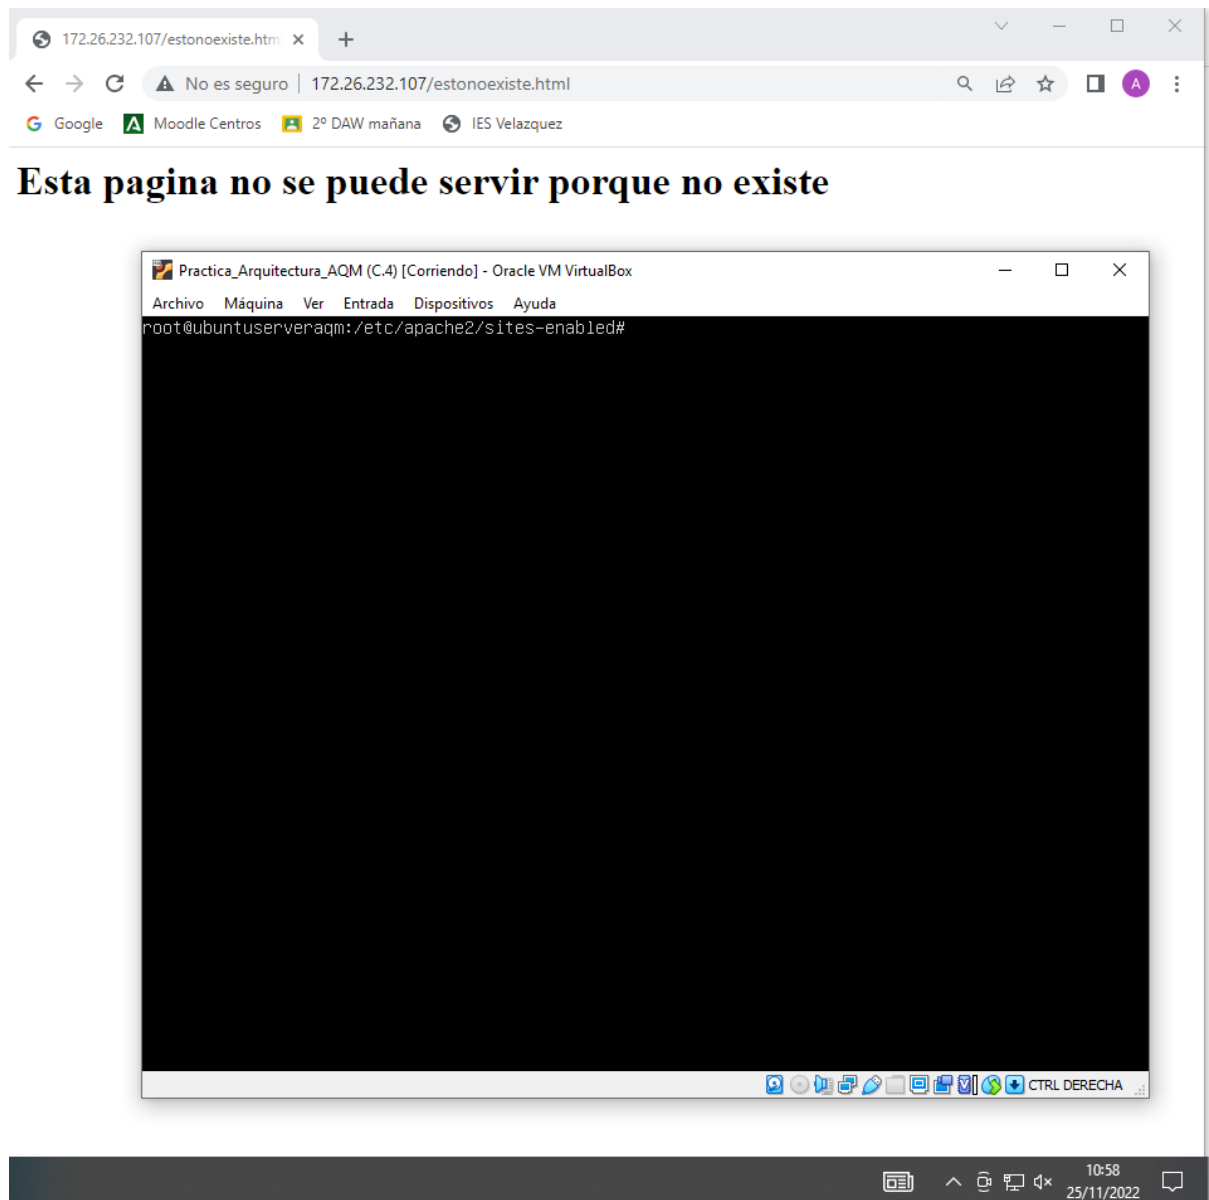 172.26.232.107/estonoexiste.htm
No es seguro | 172.26.232.107/estonoexiste.html
A
Google Moodle Centros 2º DAW mañana IES Velazquez
Esta pagina no se puede servir porque no existe
Practica_Arquitectura_AQM (C.4) [Corriendo] - Oracle VM VirtualBox
Archivo Máquina Ver Entrada Dispositivos Ayuda
root@ubuntuserveraqm:/etc/apache2/sites-enabled#
CTRL DERECHA
10:58
25/11/2022